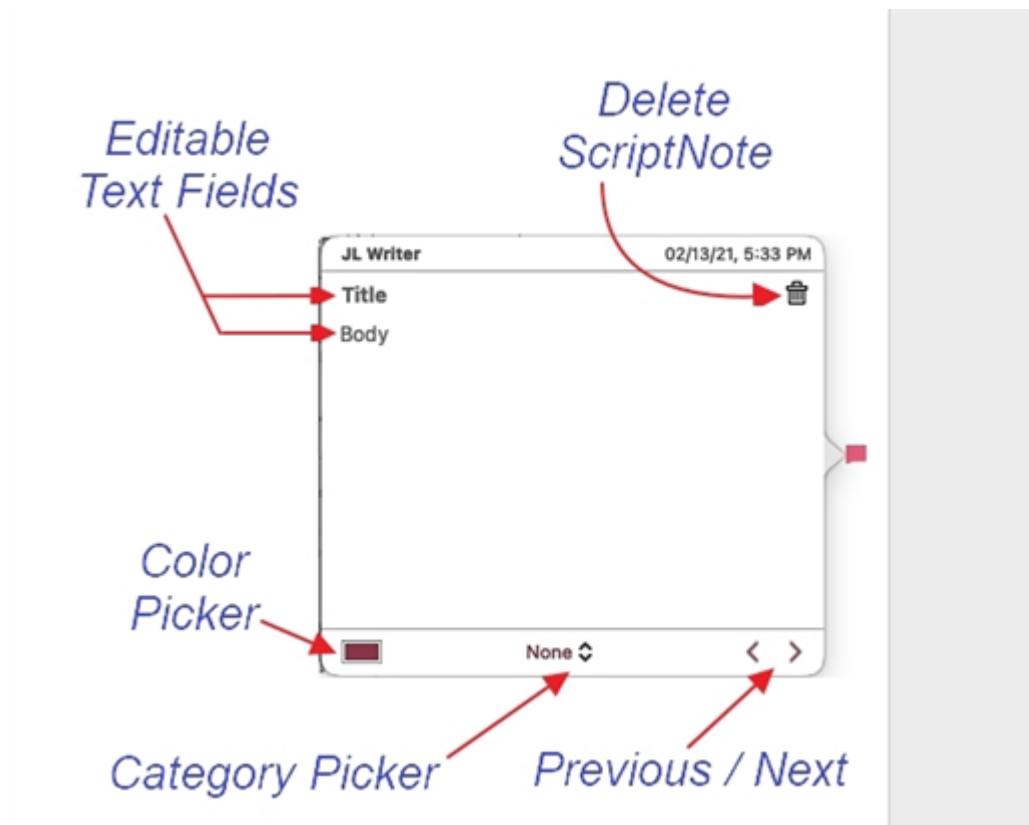 Delete
ScriptNote
Editable
Text Fields
JL Writer 02/13/21, 5:33 PM
Title
Body
Color
Picker
None
Category Picker
Previous / Next